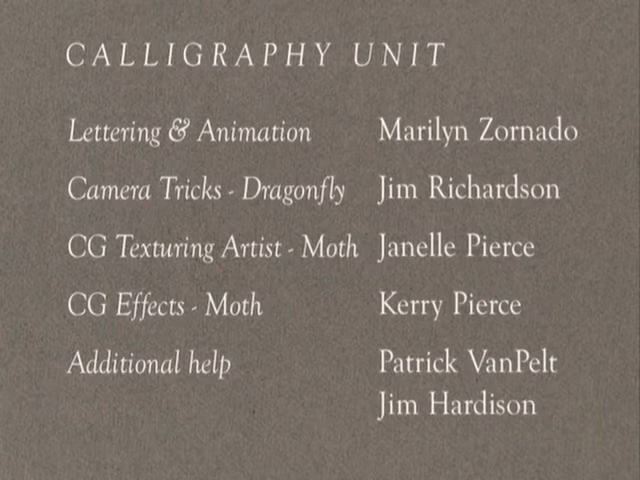 CALLIGRAPHY UNIT
Lettering & Animation Marilyn Zornado
Camera Tricks - Dragonfly Jim Richardson
CG Texturing Artist - Moth Janelle Pierce
CG Effects - Moth Kerry Pierce
Additional help Patrick VanPelt
Jim Hardison